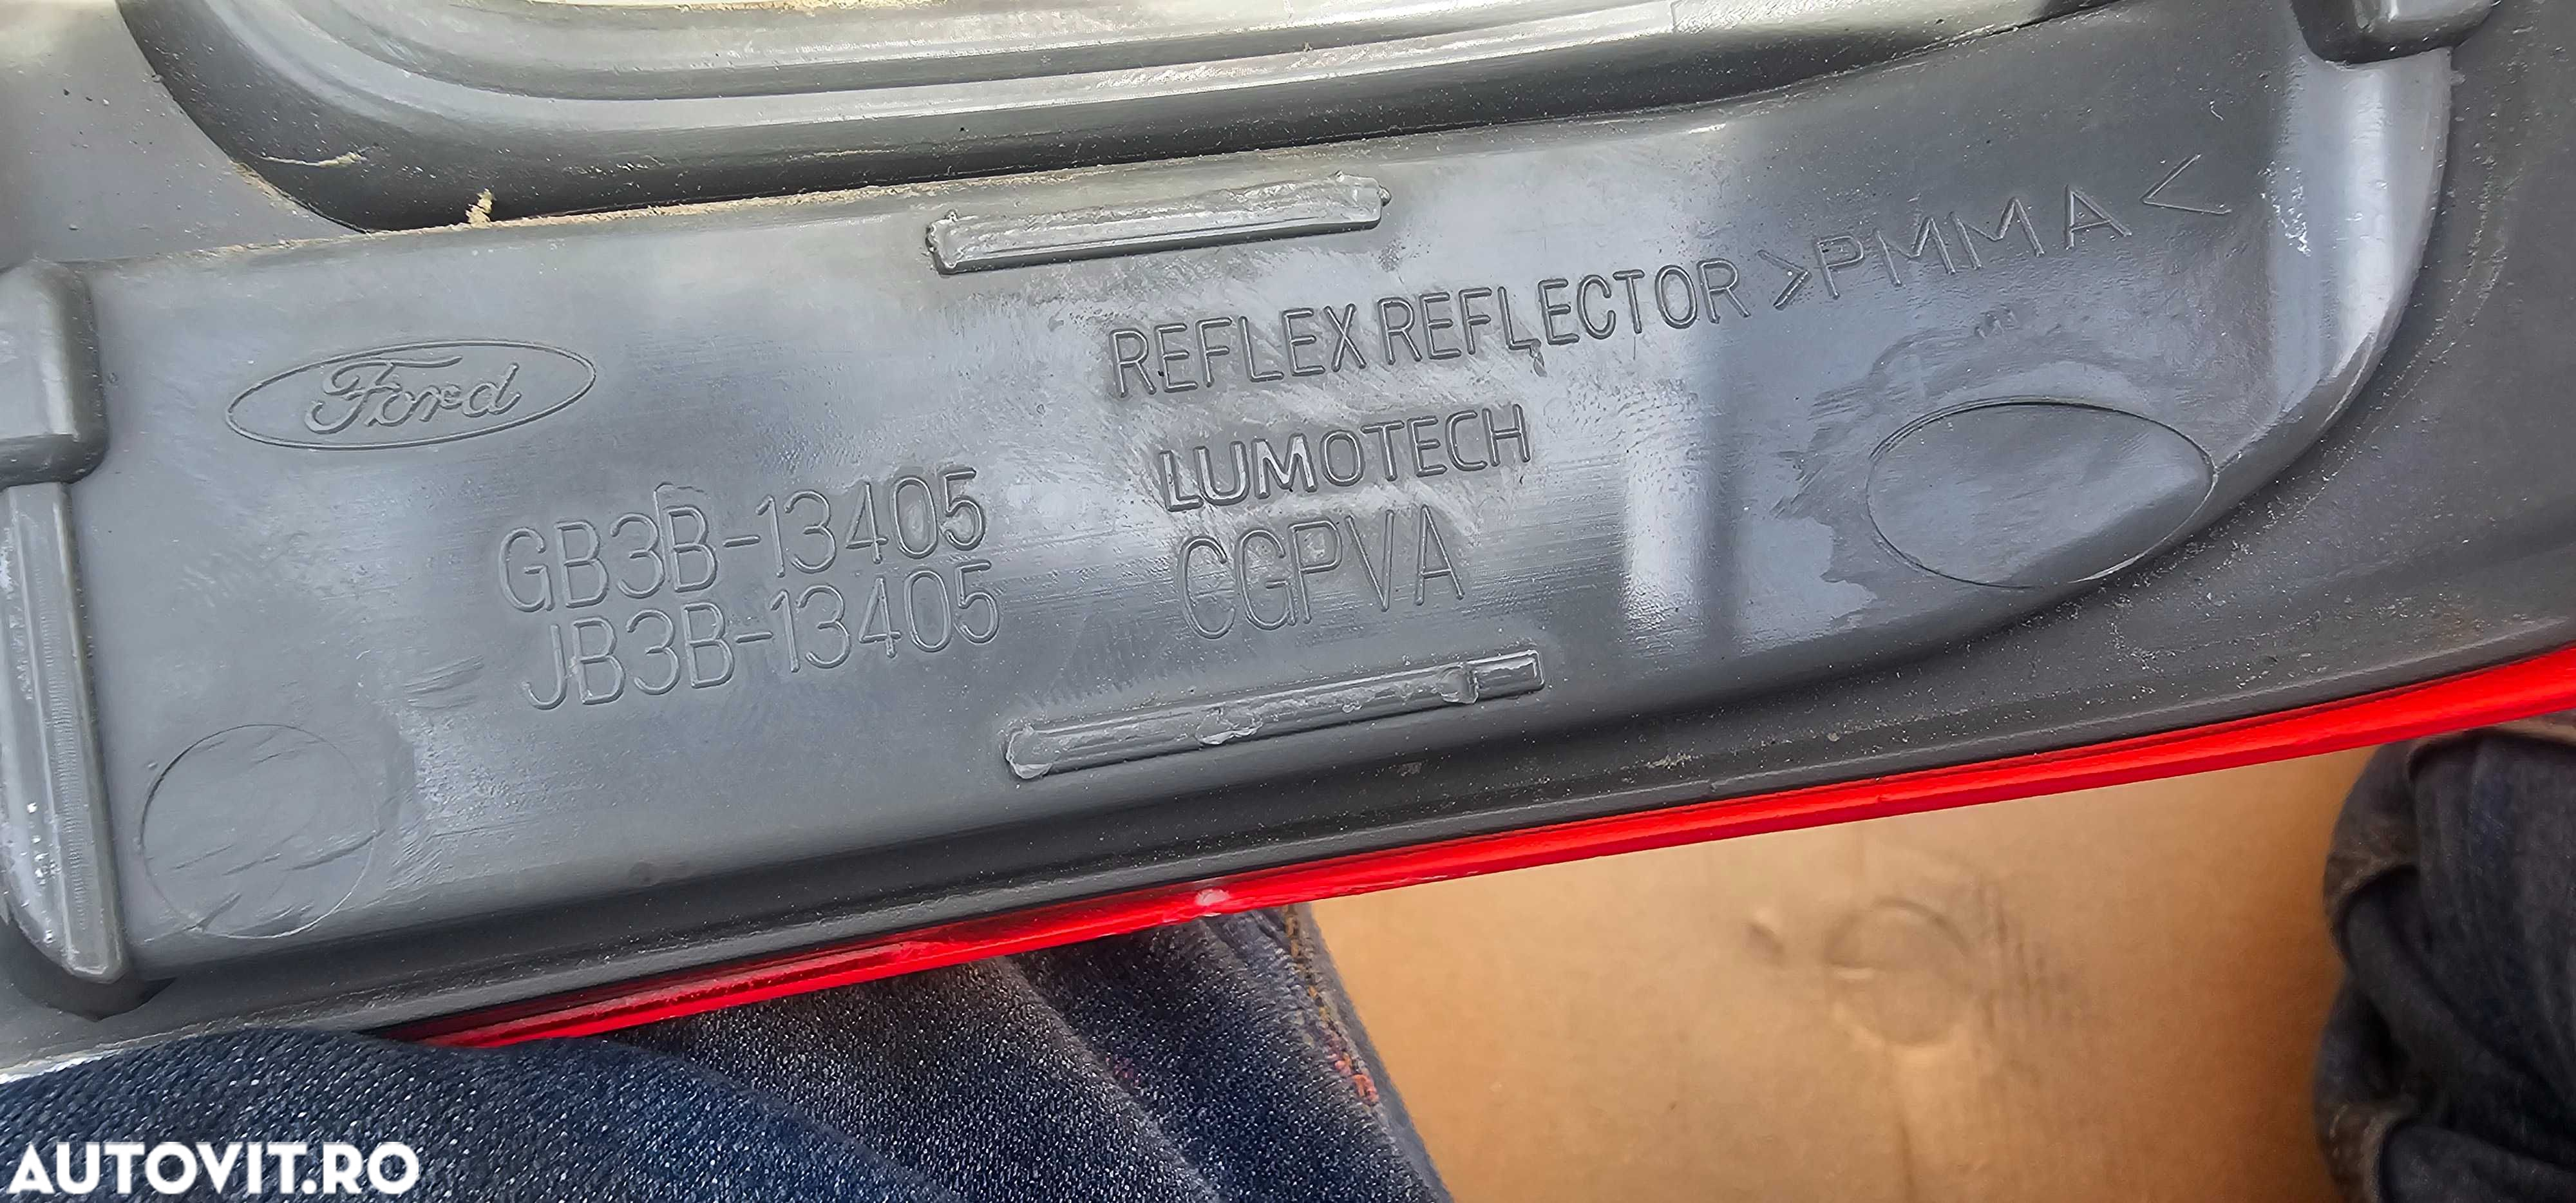 Ford
REFLEX REFLECTOR >PMMA<
LUMOTECH
CGPVA
GB3B-13405
JB3B-13405
AUTOVIT.RO